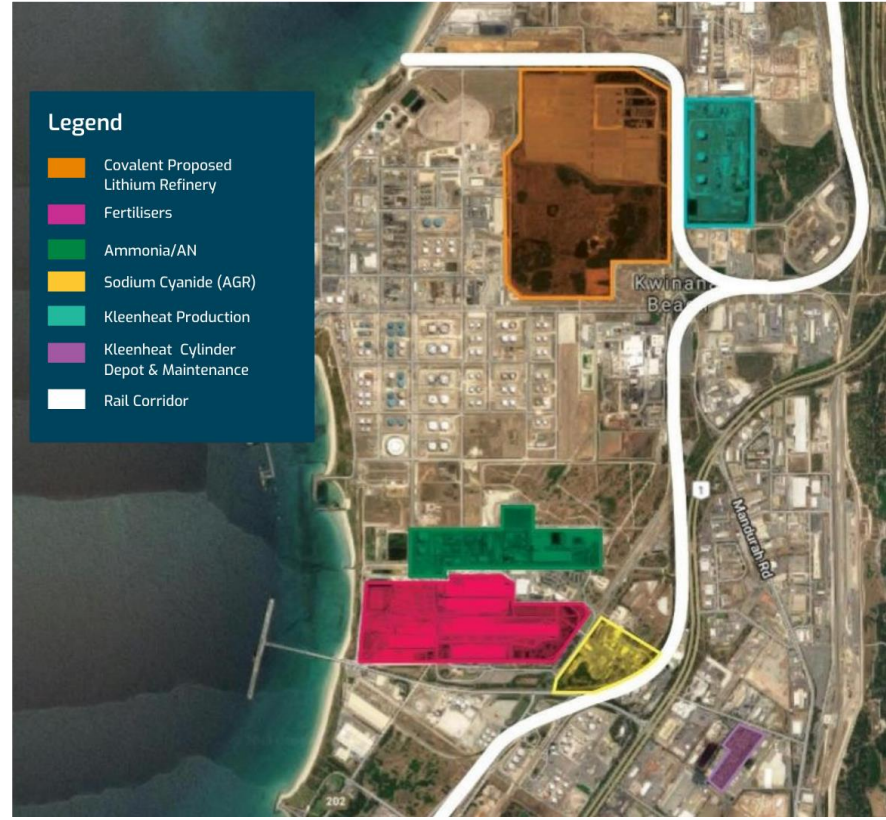 Legend
Covalent Proposed
Lithium Refinery
Fertilisers
Ammonia/AN
Sodium Cyanide (AGR)
Kleenheat Production
Kleenheat Cylinder
Depot & Maintenance
Rail Corridor
Kwinana
Beach
1
Mandurah Rd
202